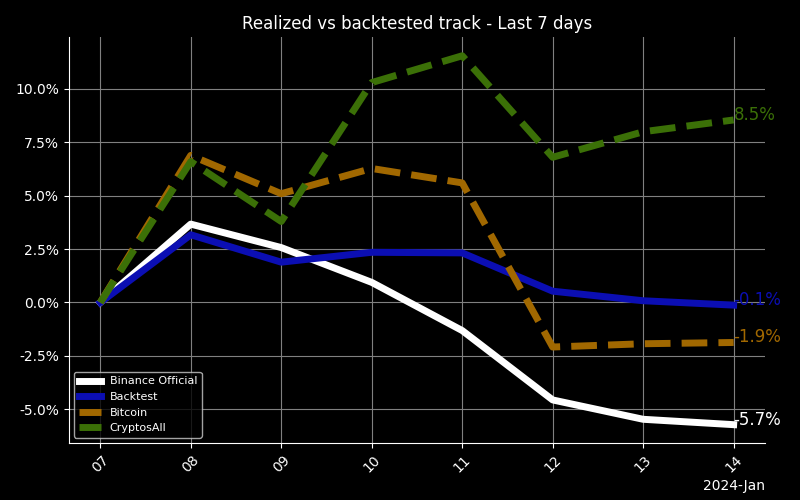 Realized vs backtested track - Last 7 days
10.0%
7.5%
5.0%
2.5%
0.0%
-2.5%
-5.0%
8.5%
-0.1%
-1.9%
-5.7%
Binance Official
Backtest
Bitcoin
CryptosAll
07 08 09 10 11 12 13 14
2024-Jan